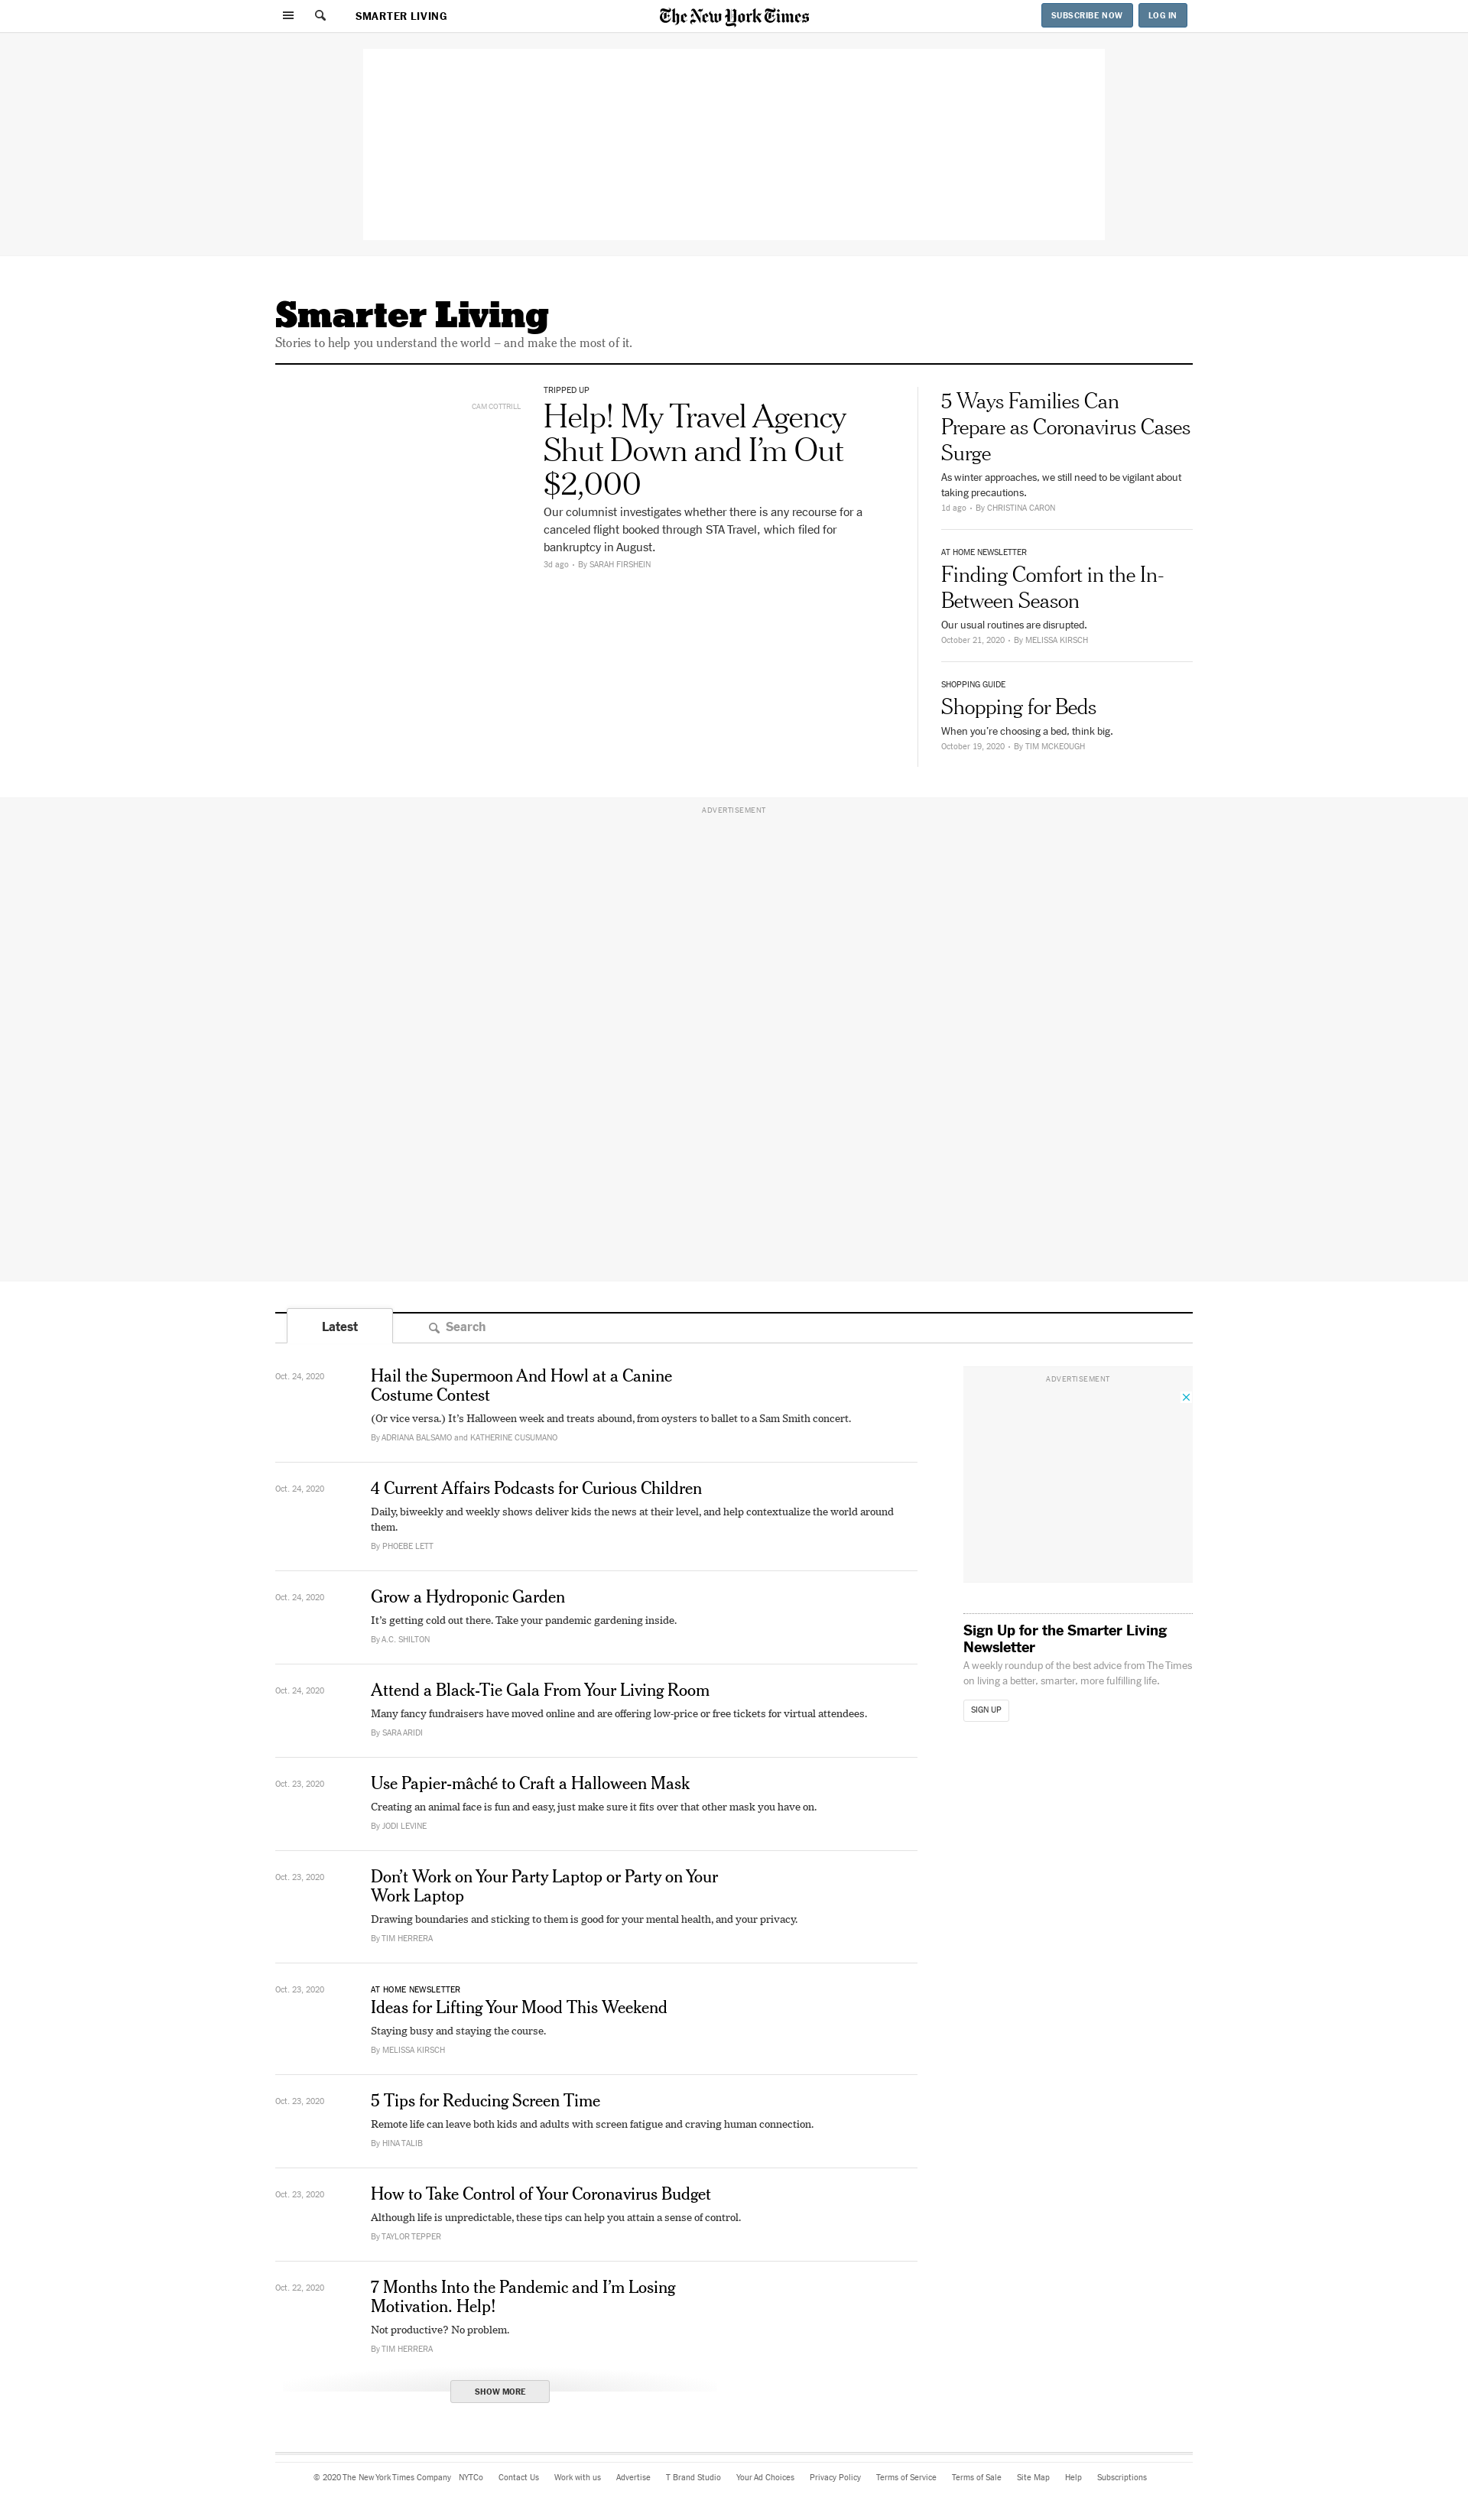 SMARTER LIVING
The New York Times
SUBSCRIBE NOW
LOG IN
Smarter Living
Stories to help you understand the world – and make the most of it.
CAM COTTRILL
TRIPPED UP
Help! My Travel Agency
Shut Down and I’m Out
$2,000
Our columnist investigates whether there is any recourse for a
canceled flight booked through STA Travel, which filed for
bankruptcy in August.
3d ago • By SARAH FIRSHEIN
5 Ways Families Can
Prepare as Coronavirus Cases
Surge
As winter approaches, we still need to be vigilant about
taking precautions.
1d ago • By CHRISTINA CARON
AT HOME NEWSLETTER
Finding Comfort in the In-
Between Season
Our usual routines are disrupted.
October 21, 2020 • By MELISSA KIRSCH
SHOPPING GUIDE
Shopping for Beds
When you’re choosing a bed, think big.
October 19, 2020 • By TIM MCKEOUGH
ADVERTISEMENT
Latest
Search
Oct. 24, 2020
Hail the Supermoon And Howl at a Canine
Costume Contest
(Or vice versa.) It’s Halloween week and treats abound, from oysters to ballet to a Sam Smith concert.
By ADRIANA BALSAMO and KATHERINE CUSUMANO
Oct. 24, 2020
4 Current Affairs Podcasts for Curious Children
Daily, biweekly and weekly shows deliver kids the news at their level, and help contextualize the world around
them.
By PHOEBE LETT
Oct. 24, 2020
Grow a Hydroponic Garden
It’s getting cold out there. Take your pandemic gardening inside.
By A.C. SHILTON
Oct. 24, 2020
Attend a Black-Tie Gala From Your Living Room
Many fancy fundraisers have moved online and are offering low-price or free tickets for virtual attendees.
By SARA ARIDI
Oct. 23, 2020
Use Papier-mâché to Craft a Halloween Mask
Creating an animal face is fun and easy, just make sure it fits over that other mask you have on.
By JODI LEVINE
Oct. 23, 2020
Don’t Work on Your Party Laptop or Party on Your
Work Laptop
Drawing boundaries and sticking to them is good for your mental health, and your privacy.
By TIM HERRERA
Oct. 23, 2020
AT HOME NEWSLETTER
Ideas for Lifting Your Mood This Weekend
Staying busy and staying the course.
By MELISSA KIRSCH
Oct. 23, 2020
5 Tips for Reducing Screen Time
Remote life can leave both kids and adults with screen fatigue and craving human connection.
By HINA TALIB
Oct. 23, 2020
How to Take Control of Your Coronavirus Budget
Although life is unpredictable, these tips can help you attain a sense of control.
By TAYLOR TEPPER
Oct. 22, 2020
7 Months Into the Pandemic and I’m Losing
Motivation. Help!
Not productive? No problem.
By TIM HERRERA
SHOW MORE
ADVERTISEMENT
Sign Up for the Smarter Living
Newsletter
A weekly roundup of the best advice from The Times
on living a better, smarter, more fulfilling life.
SIGN UP
© 2020 The New York Times Company NYTCo Contact Us Work with us Advertise T Brand Studio Your Ad Choices Privacy Policy Terms of Service Terms of Sale Site Map Help Subscriptions